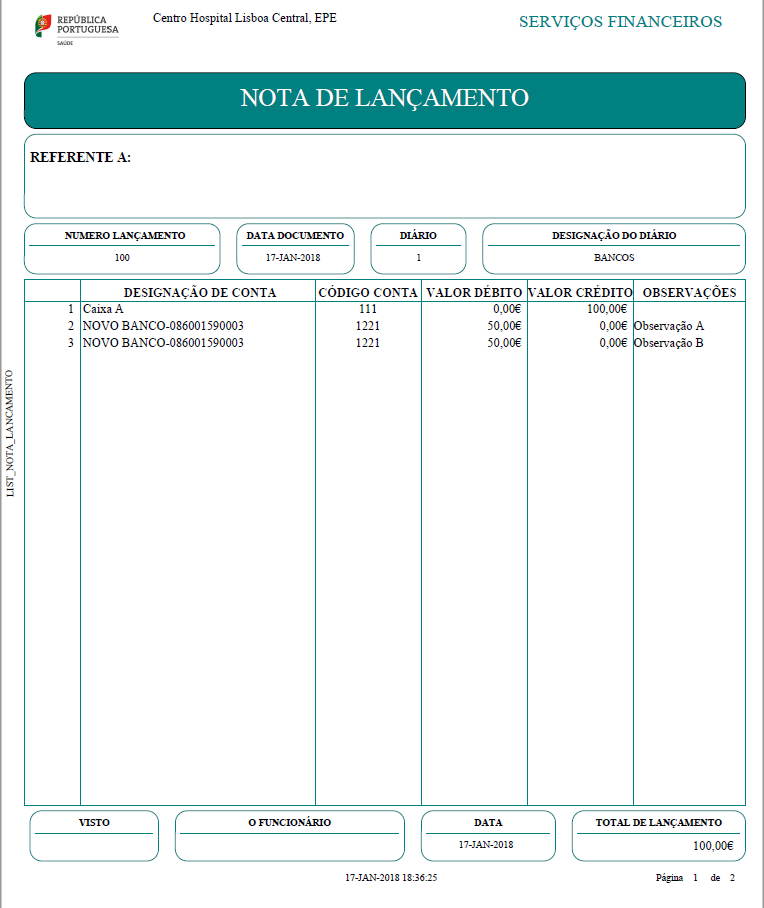 REPÚBLICA
PORTUGUESA
SAÚDE
Centro Hospital Lisboa Central, EPE
SERVIÇOS FINANCEIROS
NOTA DE LANÇAMENTO
REFERENTE A:
NUMERO LANÇAMENTO DATA DOCUMENTO DIÁRIO DESIGNAÇÃO DO DIÁRIO
100 17-JAN-2018 1 BANCOS
DESIGNAÇÃO DE CONTA CÓDIGO CONTA VALOR DÉBITO VALOR CRÉDITO OBSERVAÇÕES
1 Caixa A 111 0,00€ 100,00€
2 NOVO BANCO-086001590003 1221 50,00€ 0,00€ Observação A
3 NOVO BANCO-086001590003 1221 50,00€ 0,00€ Observação B
LIST_NOTA_LANCAMENTO
VISTO O FUNCIONÁRIO DATA TOTAL DE LANÇAMENTO
17-JAN-2018 100,00€
17-JAN-2018 18:36:25 Página 1 de 2